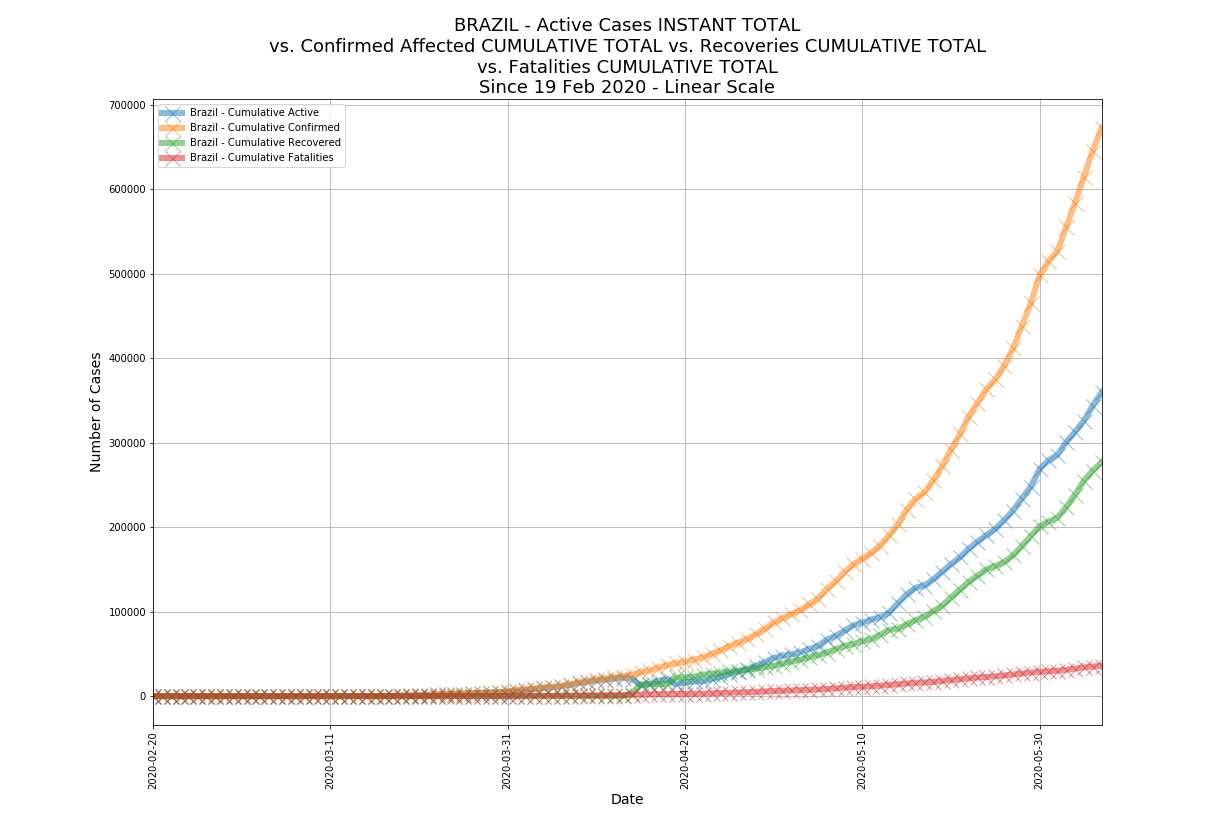 BRAZIL - Active Cases INSTANT TOTAL
vs. Confirmed Affected CUMULATIVE TOTAL vs. Recoveries CUMULATIVE TOTAL
vs. Fatalities CUMULATIVE TOTAL
Since 19 Feb 2020 - Linear Scale
Brazil - Cumulative Active
Brazil - Cumulative Confirmed
Brazil - Cumulative Recovered
Brazil - Cumulative Fatalities
700000
600000
500000
400000
300000
200000
100000
0
Number of Cases
2020-02-20
2020-03-11
2020-03-31
2020-04-20
2020-05-10
2020-05-30
Date